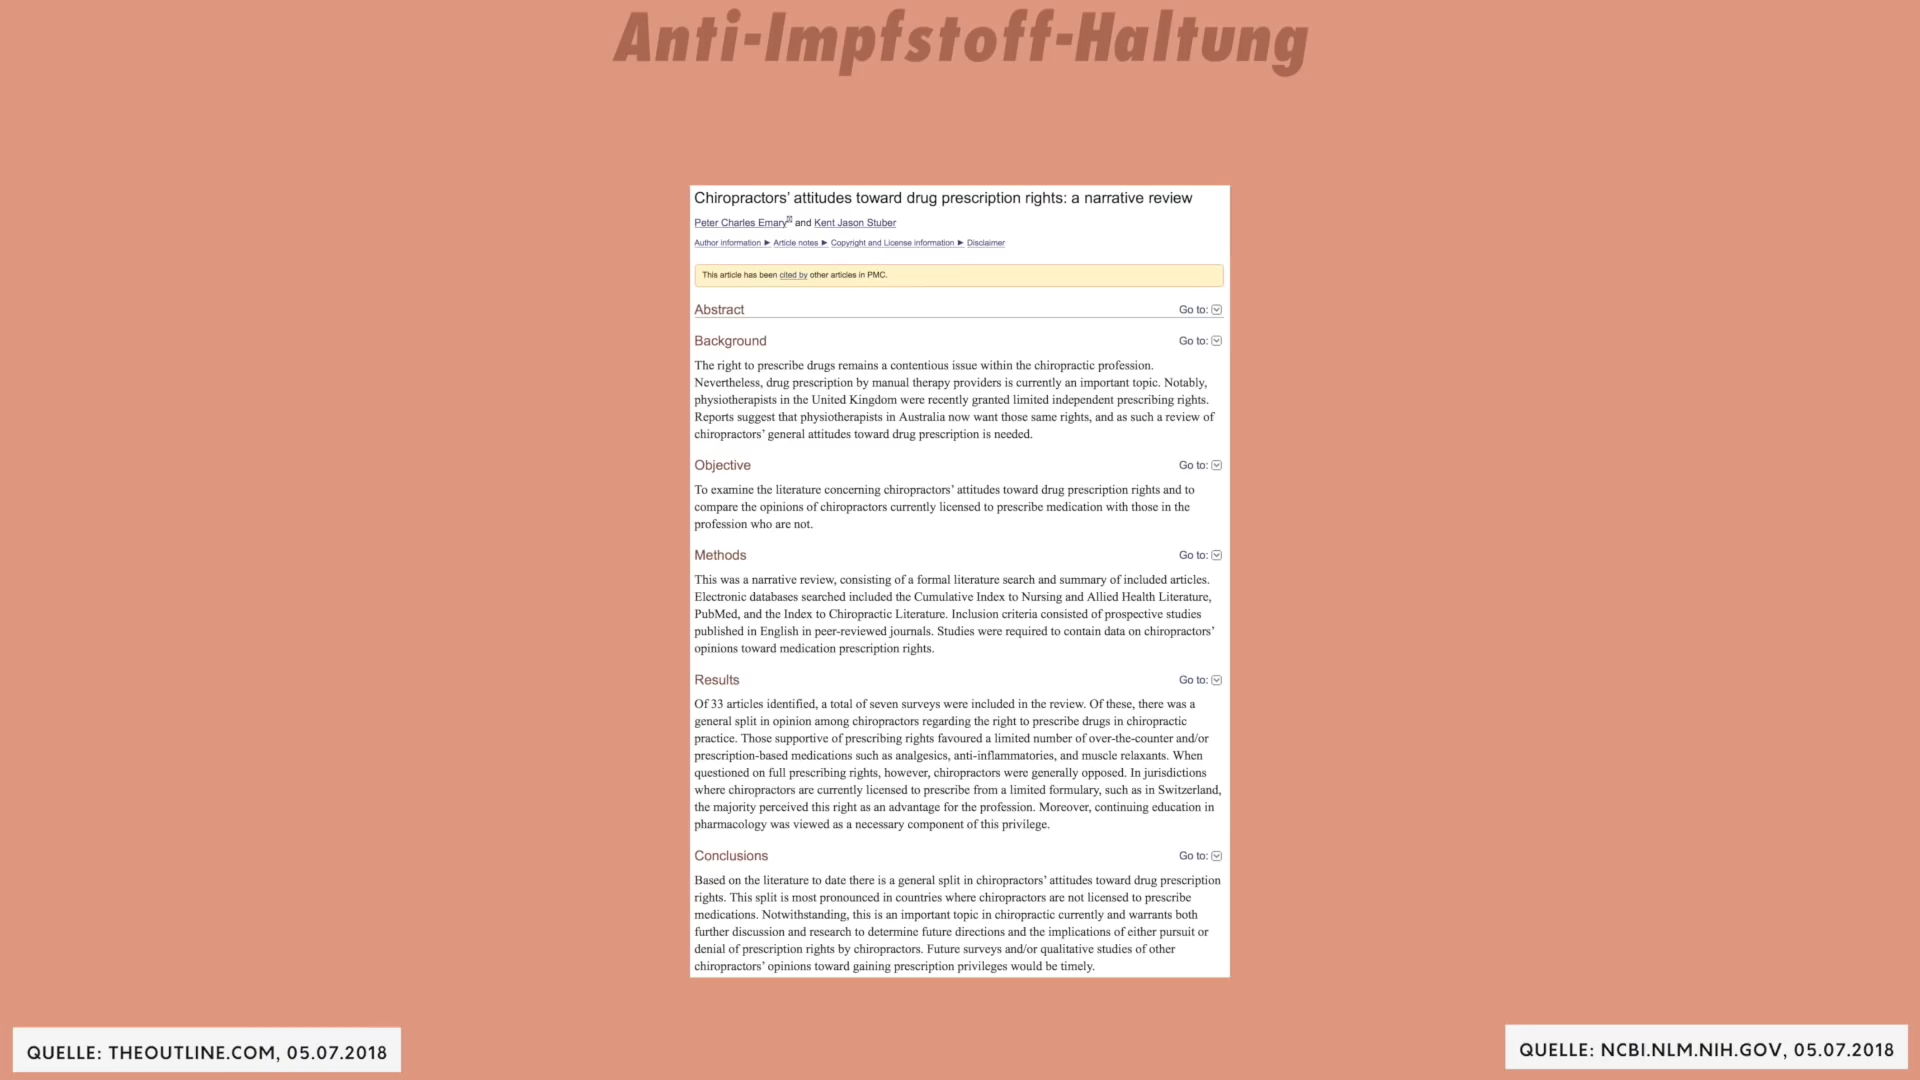 Anti-Impfstoff-Haltung
Chiropractors' attitudes toward drug prescription rights: a narrative review
Peter Charles Emary and Kent Jason Stuber
Author information ► Article notes ► Copyright and License information ► Disclaimer
This article has been cited by other articles in PMC.
Abstract Go to:
Background Go to:
The right to prescribe drugs remains a contentious issue within the chiropractic profession.
Nevertheless, drug prescription by manual therapy providers is currently an important topic. Notably,
physiotherapists in the United Kingdom were recently granted limited independent prescribing rights.
Reports suggest that physiotherapists in Australia now want those same rights, and as such a review of
chiropractors' general attitudes toward drug prescription is needed.
Objective Go to:
To examine the literature concerning chiropractors' attitudes toward drug prescription rights and to
compare the opinions of chiropractors currently licensed to prescribe medication with those in the
profession who are not.
Methods Go to:
This was a narrative review, consisting of a formal literature search and summary of included articles.
Electronic databases searched included the Cumulative Index to Nursing and Allied Health Literature,
PubMed, and the Index to Chiropractic Literature. Inclusion criteria consisted of prospective studies
published in English in peer-reviewed journals. Studies were required to contain data on chiropractors'
opinions toward medication prescription rights.
Results Go to:
Of 33 articles identified, a total of seven surveys were included in the review. Of these, there was a
general split in opinion among chiropractors regarding the right to prescribe drugs in chiropractic
practice. Those supportive of prescribing rights favoured a limited number of over-the-counter and/or
prescription-based medications such as analgesics, anti-inflammatories, and muscle relaxants. When
questioned on full prescribing rights, however, chiropractors were generally opposed. In jurisdictions
where chiropractors are currently licensed to prescribe from a limited formulary, such as in Switzerland,
the majority perceived this right as an advantage for the profession. Moreover, continuing education in
pharmacology was viewed as a necessary component of this privilege.
Conclusions Go to:
Based on the literature to date there is a general split in chiropractors' attitudes toward drug prescription
rights. This split is most pronounced in countries where chiropractors are not licensed to prescribe
medications. Notwithstanding, this is an important topic in chiropractic currently and warrants both
further discussion and research to determine future directions and the implications of either pursuit or
denial of prescription rights by chiropractors. Future surveys and/or qualitative studies of other
chiropractors' opinions toward gaining prescription privileges would be timely.
QUELLE: THEOUTLINE.COM, 05.07.2018
QUELLE: NCBI.NLM.NIH.GOV, 05.07.2018